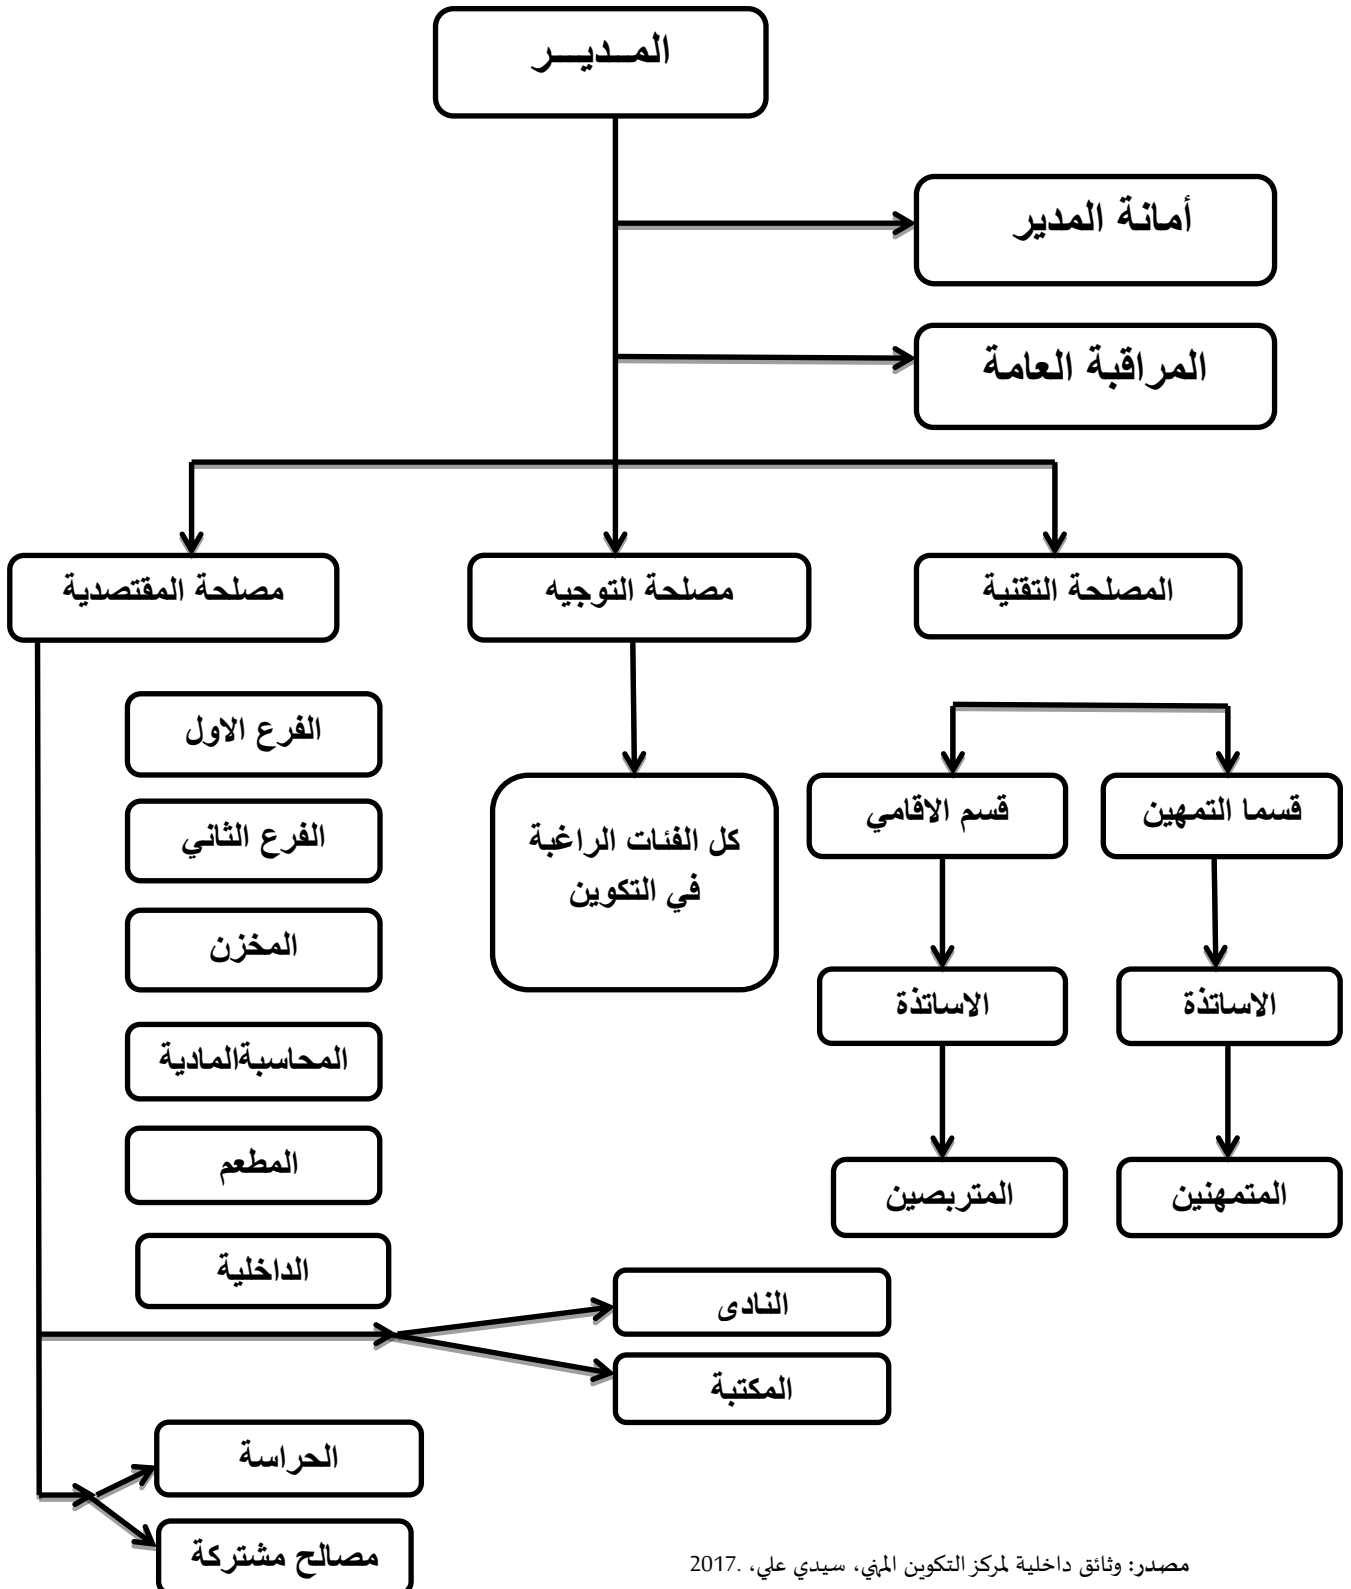 المــديــر
أمانة المدير
المراقبة العامة
المصلحة التقنية
مصلحة التوجيه
مصلحة المقتصدية
قسما التمهين
قسم الاقامي
الاساتذة
الاساتذة
المتمهنين
المتربصين
كل الفئات الراغبة
في التكوين
الفرع الاول
الفرع الثاني
المخزن
المحاسبةالمادية
المطعم
الداخلية
النادى
المكتبة
الحراسة
مصالح مشتركة
مصدر: وثائق داخلية لمركز التكوين المهني، سيدي علي، .2017